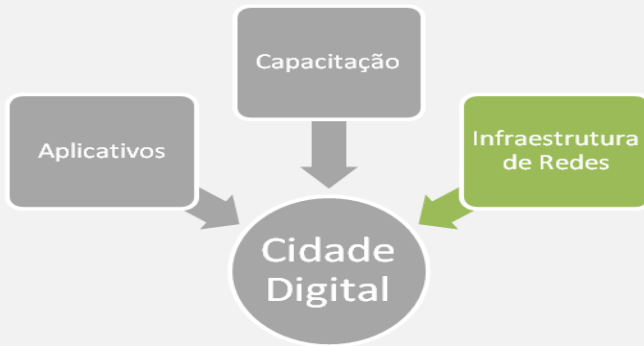 Capacitação
Aplicativos
Infraestrutura
de Redes
Cidade
Digital